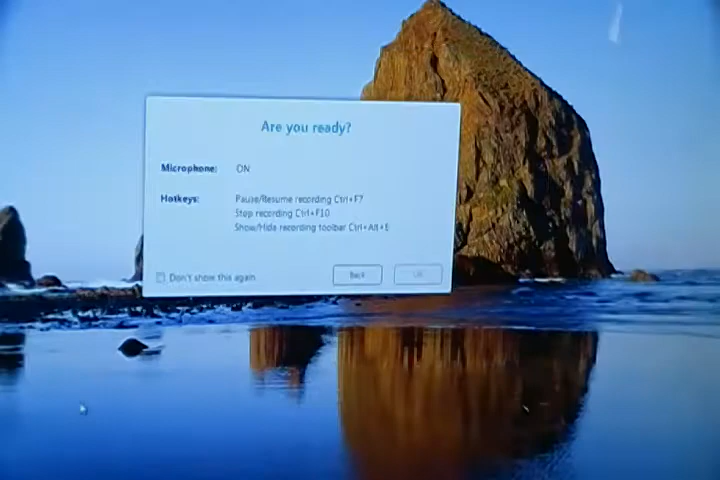 Are you ready?
Microphone: ON
Hotkeys: Pause/Resume recording Ctrl+F7
Stop recording Ctrl+F10
Show/Hide recording toolbar Ctrl+Alt+E
Don't show this again
Back
OK